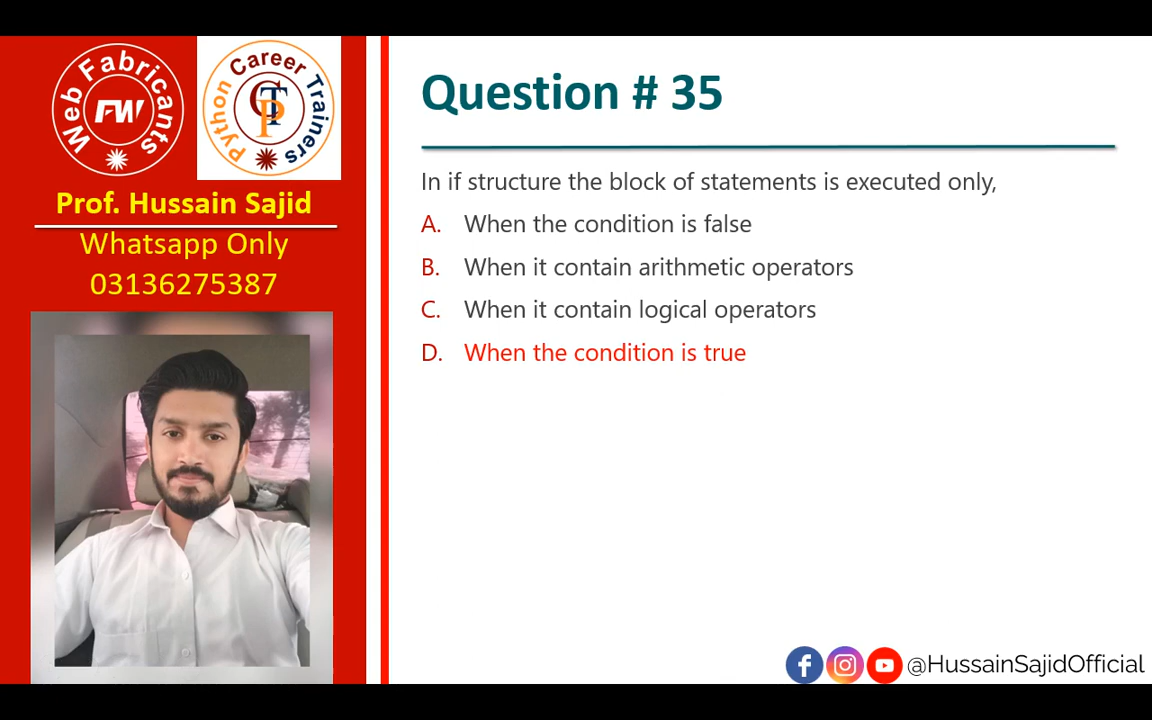 Web Fabricants
FW
Python Career Trainers
CTP
Prof. Hussain Sajid
Whatsapp Only
03136275387
Question # 35
In if structure the block of statements is executed only,
A. When the condition is false
B. When it contain arithmetic operators
C. When it contain logical operators
D. When the condition is true
@HussainSajidOfficial